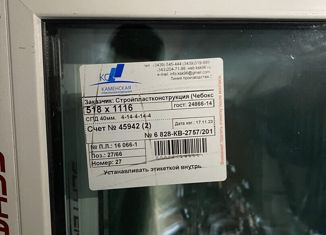 КС
КАМЕНСКАЯ
Заказчик: Стройпластконструкция (Чебокс
518 x 1116
гост: 24866-14
СПД 40мм. 4-14-4-14-4
Счет № 45942 (2)
Дата изг.: 17.11.23
№ 6 828-КВ-2757/201
№ П.П.: 16 066-1
Поз.: 27/66
Номер: 27
Устанавливать этикеткой внутрь